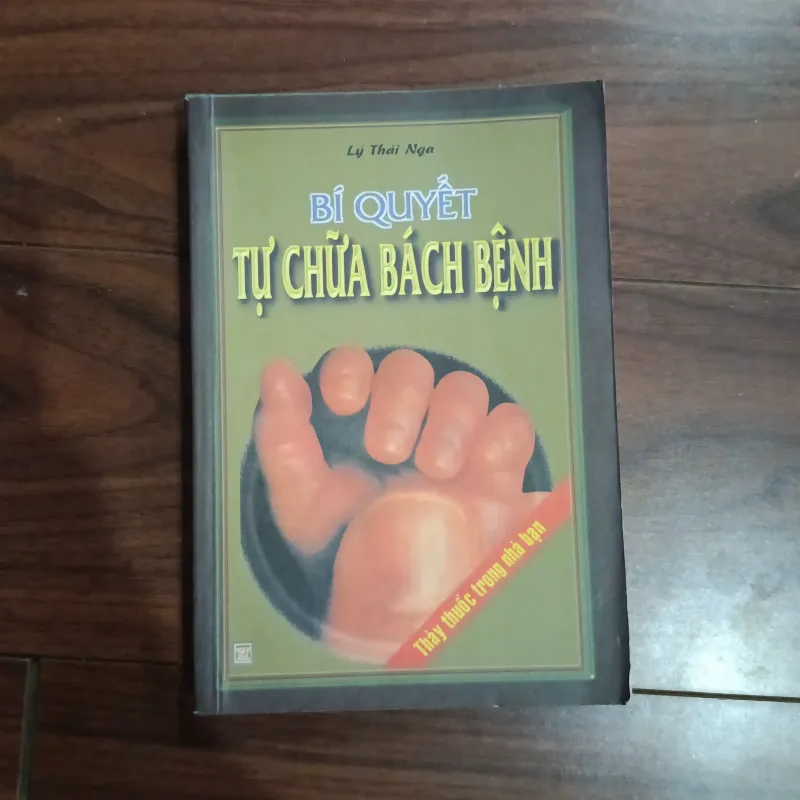 Lý Thái Nga
BÍ QUYẾT
TỰ CHỮA BÁCH BỆNH
Thầy thuốc trong nhà bạn